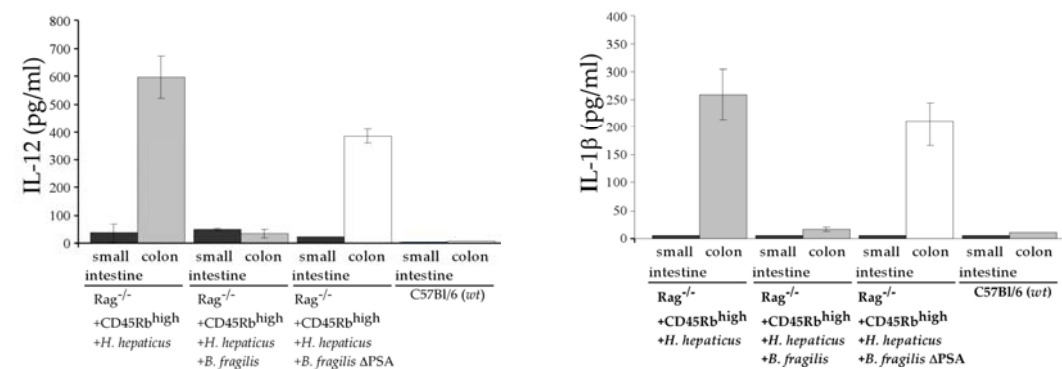 IL-12 (pg/ml)
800
700
600
500
400
300
200
100
0
small colon small colon small colon small colon
intestine intestine intestine intestine
Rag-/- Rag-/- Rag-/- C57Bl/6 (wt)
+CD45Rbhigh +CD45Rbhigh +CD45Rbhigh
+H. hepaticus +H. hepaticus +H. hepaticus
+B. fragilis +B. fragilis ΔPSA
IL-1β (pg/ml)
400
350
300
250
200
150
100
50
0
small colon small colon small colon small colon
intestine intestine intestine intestine
Rag-/- Rag-/- Rag-/- C57Bl/6 (wt)
+CD45Rbhigh +CD45Rbhigh +CD45Rbhigh
+H. hepaticus +H. hepaticus +H. hepaticus
+B. fragilis +B. fragilis ΔPSA